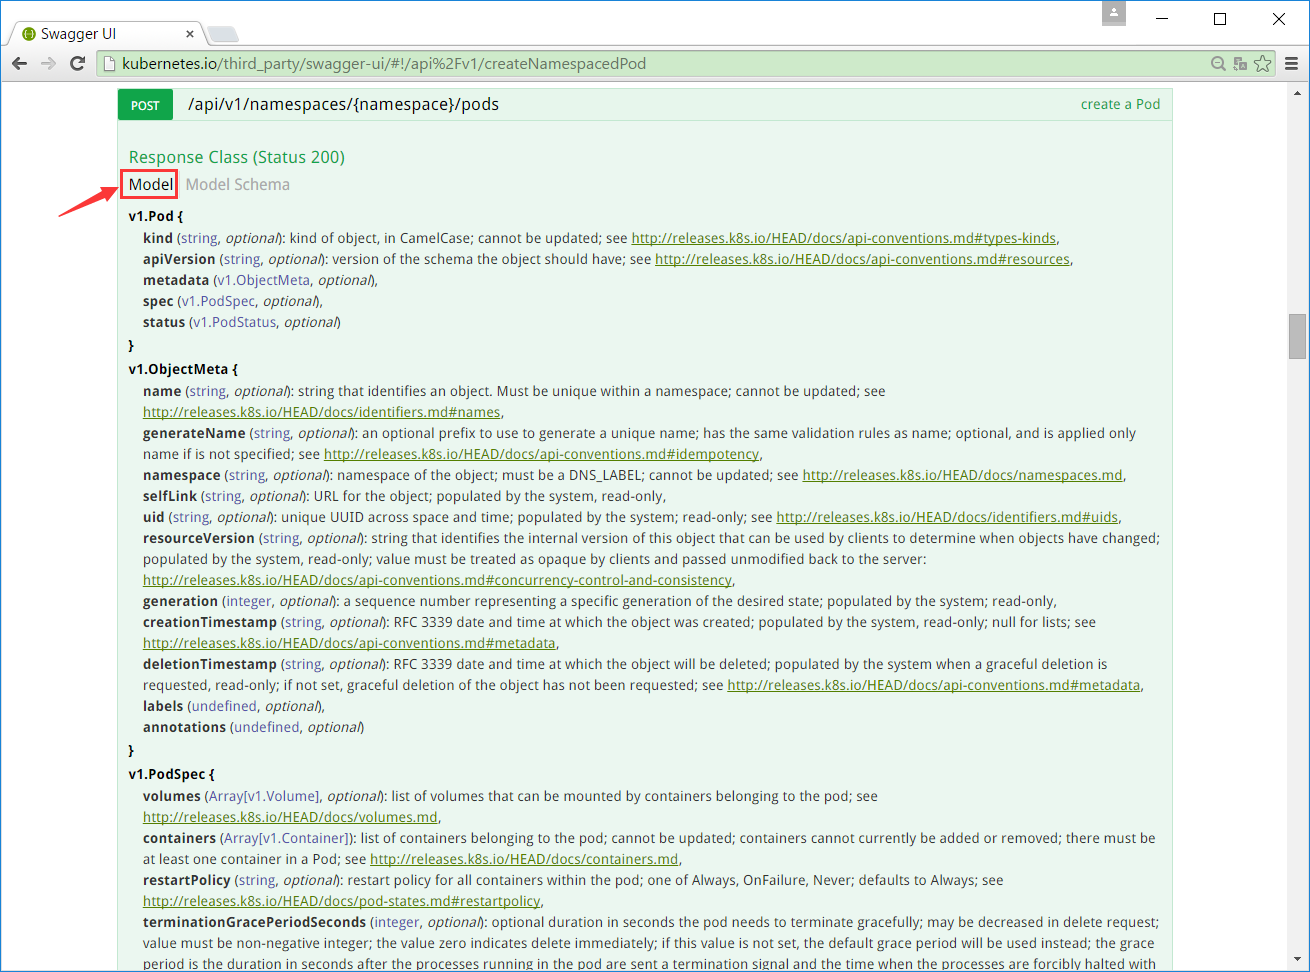 Swagger UI
kubernetes.io/third_party/swagger-ui/#!/api%2Fv1/createNamespacedPod
POST /api/v1/namespaces/{namespace}/pods create a Pod
Response Class (Status 200)
Model Model Schema
v1.Pod {
kind (string, optional): kind of object, in CamelCase; cannot be updated; see http://releases.k8s.io/HEAD/docs/api-conventions.md#types-kinds,
apiVersion (string, optional): version of the schema the object should have; see http://releases.k8s.io/HEAD/docs/api-conventions.md#resources,
metadata (v1.ObjectMeta, optional),
spec (v1.PodSpec, optional),
status (v1.PodStatus, optional)
}
v1.ObjectMeta {
name (string, optional): string that identifies an object. Must be unique within a namespace; cannot be updated; see
http://releases.k8s.io/HEAD/docs/identifiers.md#names,
generateName (string, optional): an optional prefix to use to generate a unique name; has the same validation rules as name; optional, and is applied only
name if is not specified; see http://releases.k8s.io/HEAD/docs/api-conventions.md#idempotency,
namespace (string, optional): namespace of the object; must be a DNS_LABEL; cannot be updated; see http://releases.k8s.io/HEAD/docs/namespaces.md,
selfLink (string, optional): URL for the object; populated by the system, read-only,
uid (string, optional): unique UUID across space and time; populated by the system; read-only; see http://releases.k8s.io/HEAD/docs/identifiers.md#uids,
resourceVersion (string, optional): string that identifies the internal version of this object that can be used by clients to determine when objects have changed;
populated by the system, read-only; value must be treated as opaque by clients and passed unmodified back to the server:
http://releases.k8s.io/HEAD/docs/api-conventions.md#concurrency-control-and-consistency,
generation (integer, optional): a sequence number representing a specific generation of the desired state; populated by the system; read-only,
creationTimestamp (string, optional): RFC 3339 date and time at which the object was created; populated by the system, read-only; null for lists; see
http://releases.k8s.io/HEAD/docs/api-conventions.md#metadata,
deletionTimestamp (string, optional): RFC 3339 date and time at which the object will be deleted; populated by the system when a graceful deletion is
requested, read-only; if not set, graceful deletion of the object has not been requested; see http://releases.k8s.io/HEAD/docs/api-conventions.md#metadata,
labels (undefined, optional),
annotations (undefined, optional)
}
v1.PodSpec {
volumes (Array[v1.Volume], optional): list of volumes that can be mounted by containers belonging to the pod; see
http://releases.k8s.io/HEAD/docs/volumes.md,
containers (Array[v1.Container]): list of containers belonging to the pod; cannot be updated; containers cannot currently be added or removed; there must be
at least one container in a Pod; see http://releases.k8s.io/HEAD/docs/containers.md,
restartPolicy (string, optional): restart policy for all containers within the pod; one of Always, OnFailure, Never; defaults to Always; see
http://releases.k8s.io/HEAD/docs/pod-states.md#restartpolicy,
terminationGracePeriodSeconds (integer, optional): optional duration in seconds the pod needs to terminate gracefully; may be decreased in delete request;
value must be non-negative integer; the value zero indicates delete immediately; if this value is not set, the default grace period will be used instead; the grace
period is the duration in seconds after the processes running in the pod are sent a termination signal and the time when the processes are forcibly halted with